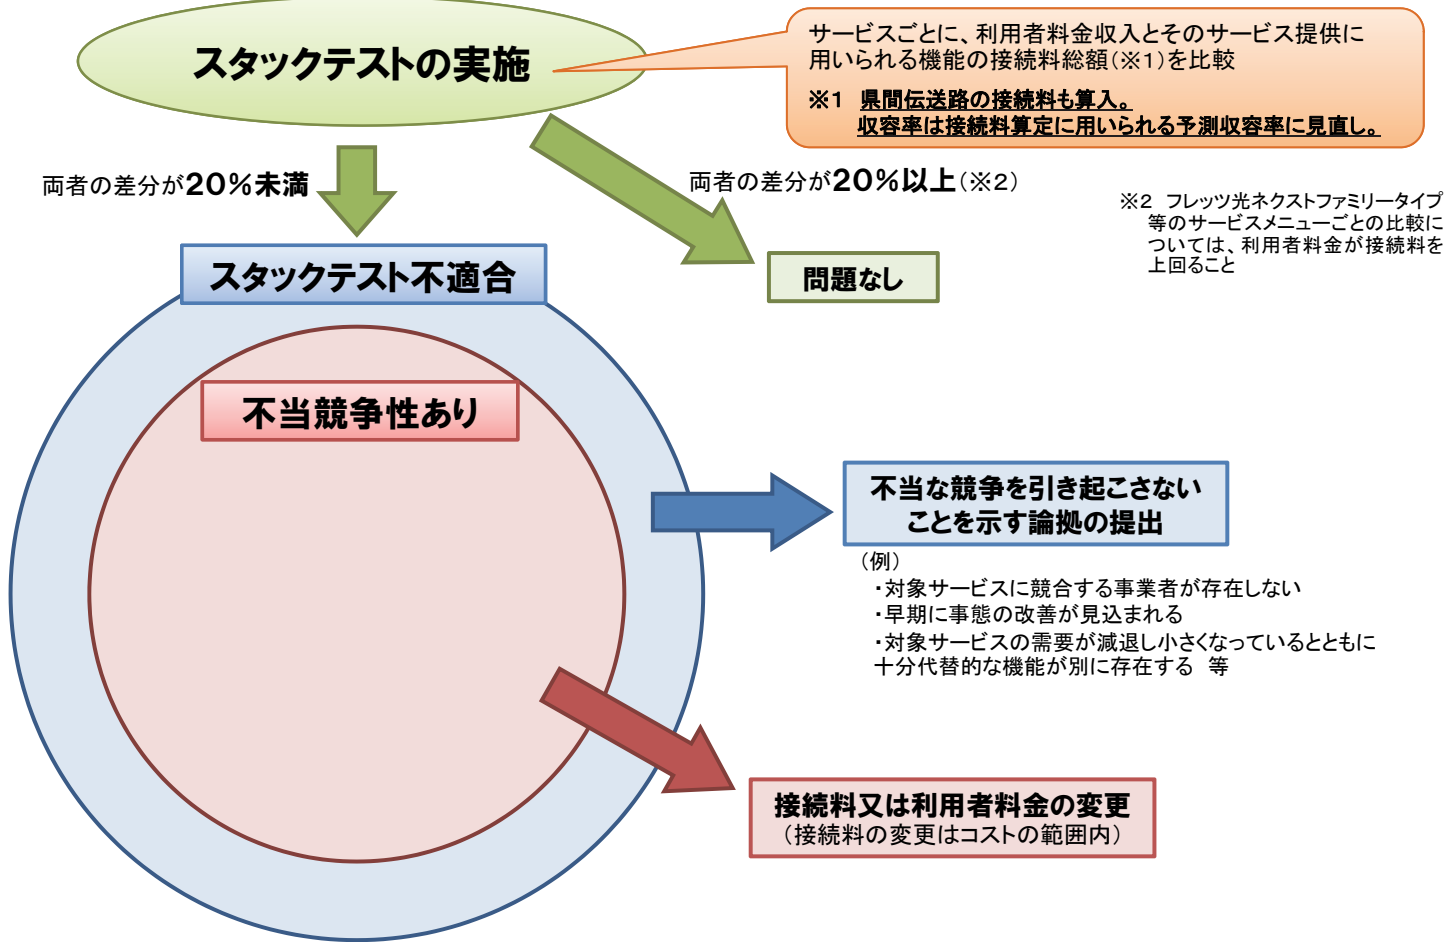 スタックテストの実施
サービスごとに、利用者料金収入とそのサービス提供に
用いられる機能の接続料総額(※1)を比較
※1 県間伝送路の接続料も算入。
収容率は接続料算定に用いられる予測収容率に見直し。
両者の差分が20%未満
両者の差分が20%以上(※2)
※2 フレッツ光ネクストファミリータイプ
等のサービスメニューごとの比較に
ついては、利用者料金が接続料を
上回ること
スタックテスト不適合
問題なし
不当競争性あり
不当な競争を引き起こさない
ことを示す論拠の提出
(例)
・対象サービスに競合する事業者が存在しない
・早期に事態の改善が見込まれる
・対象サービスの需要が減退し小さくなっているとともに
十分代替的な機能が別に存在する 等
接続料又は利用者料金の変更
(接続料の変更はコストの範囲内)